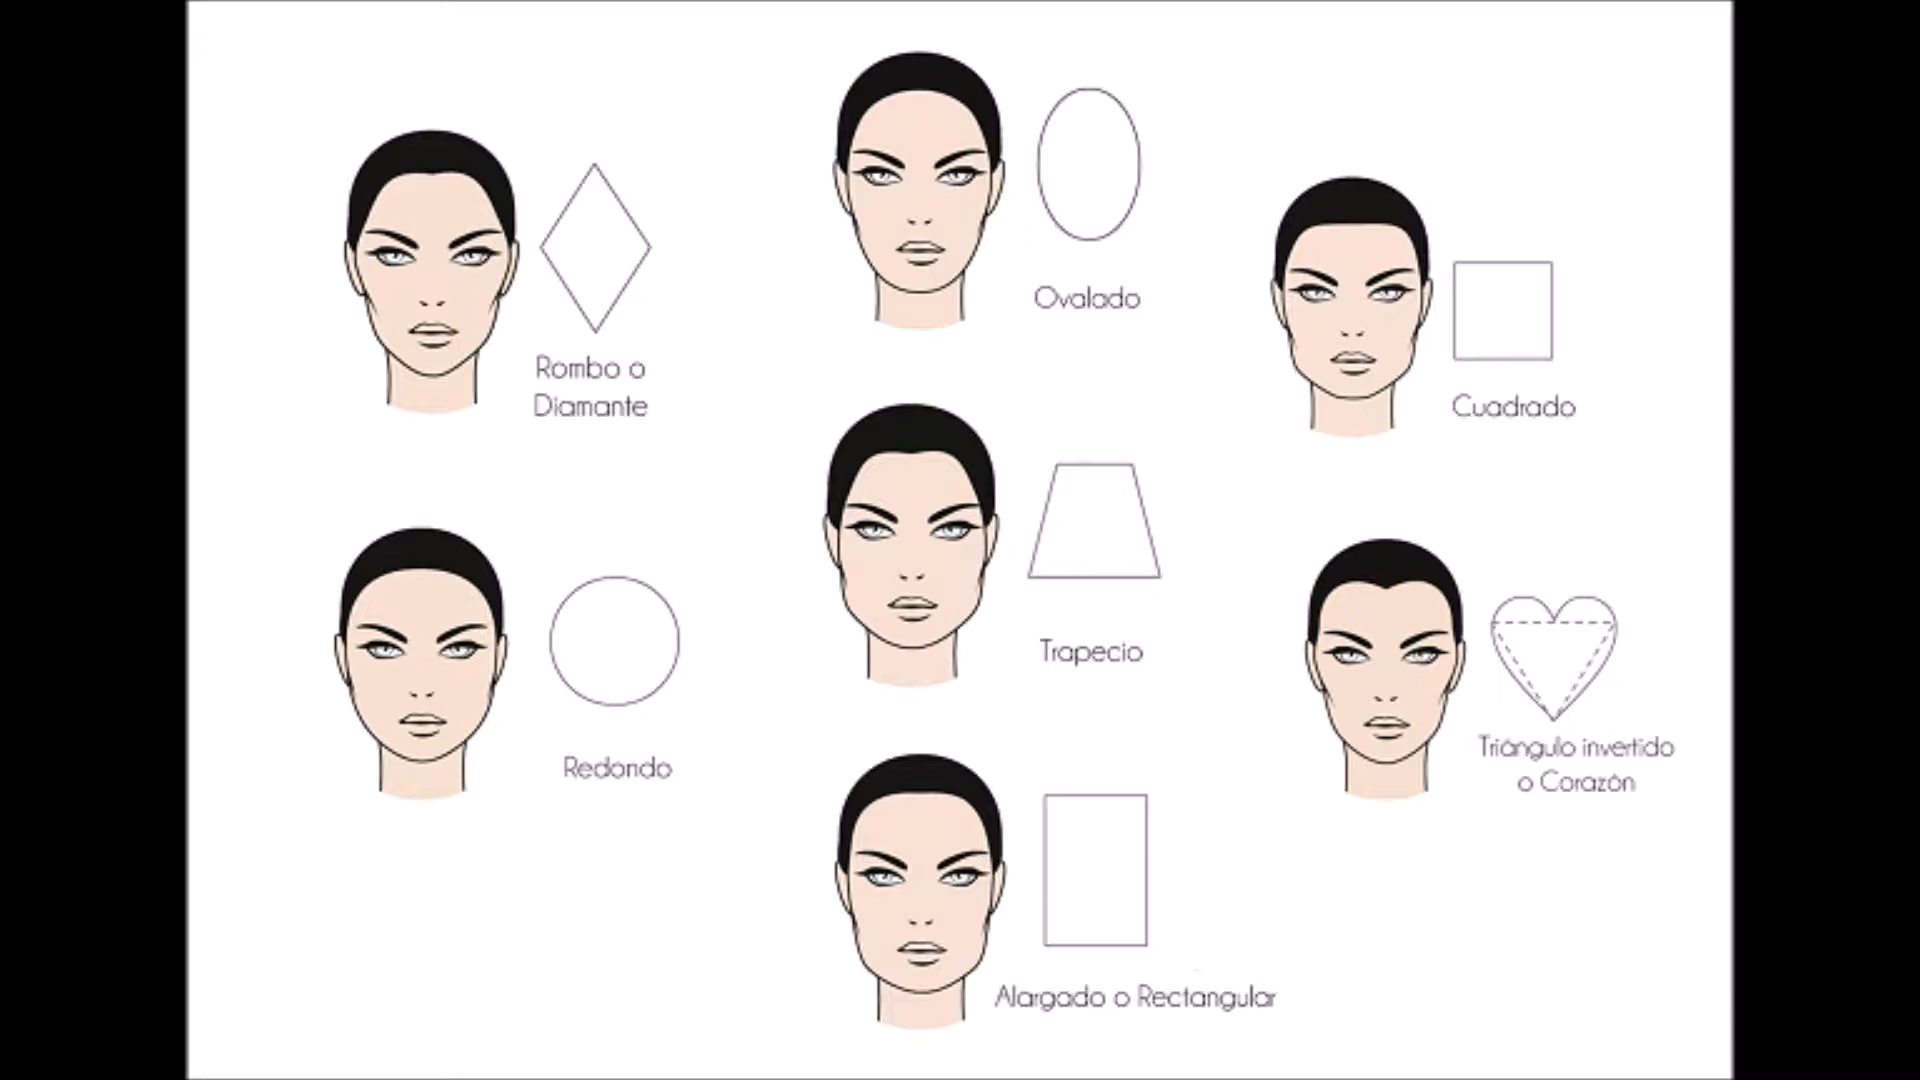 Ovalado
Rombo o
Diamante
Cuadrado
Trapecio
Redondo
Triángulo invertido
o Corazón
Alargado o Rectangular